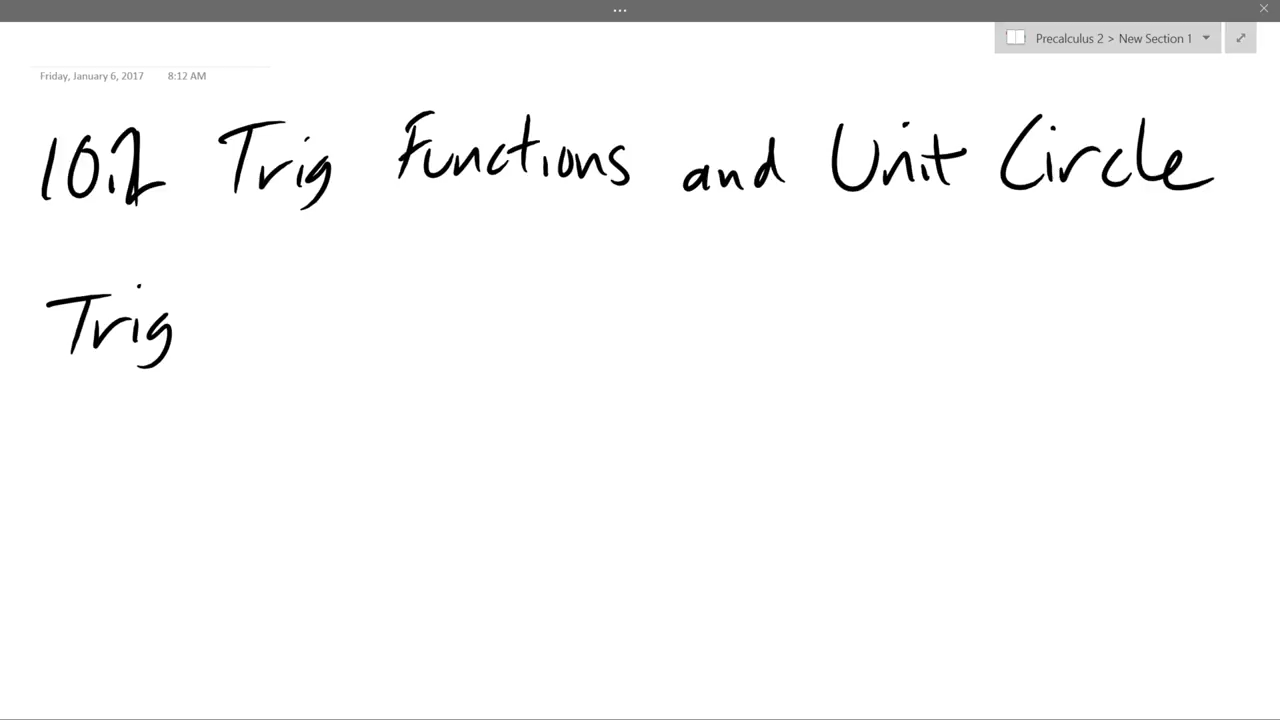 Precalculus 2 > New Section 1
Friday, January 6, 2017 8:12 AM
10.2 Trig Functions and Unit Circle
Trig